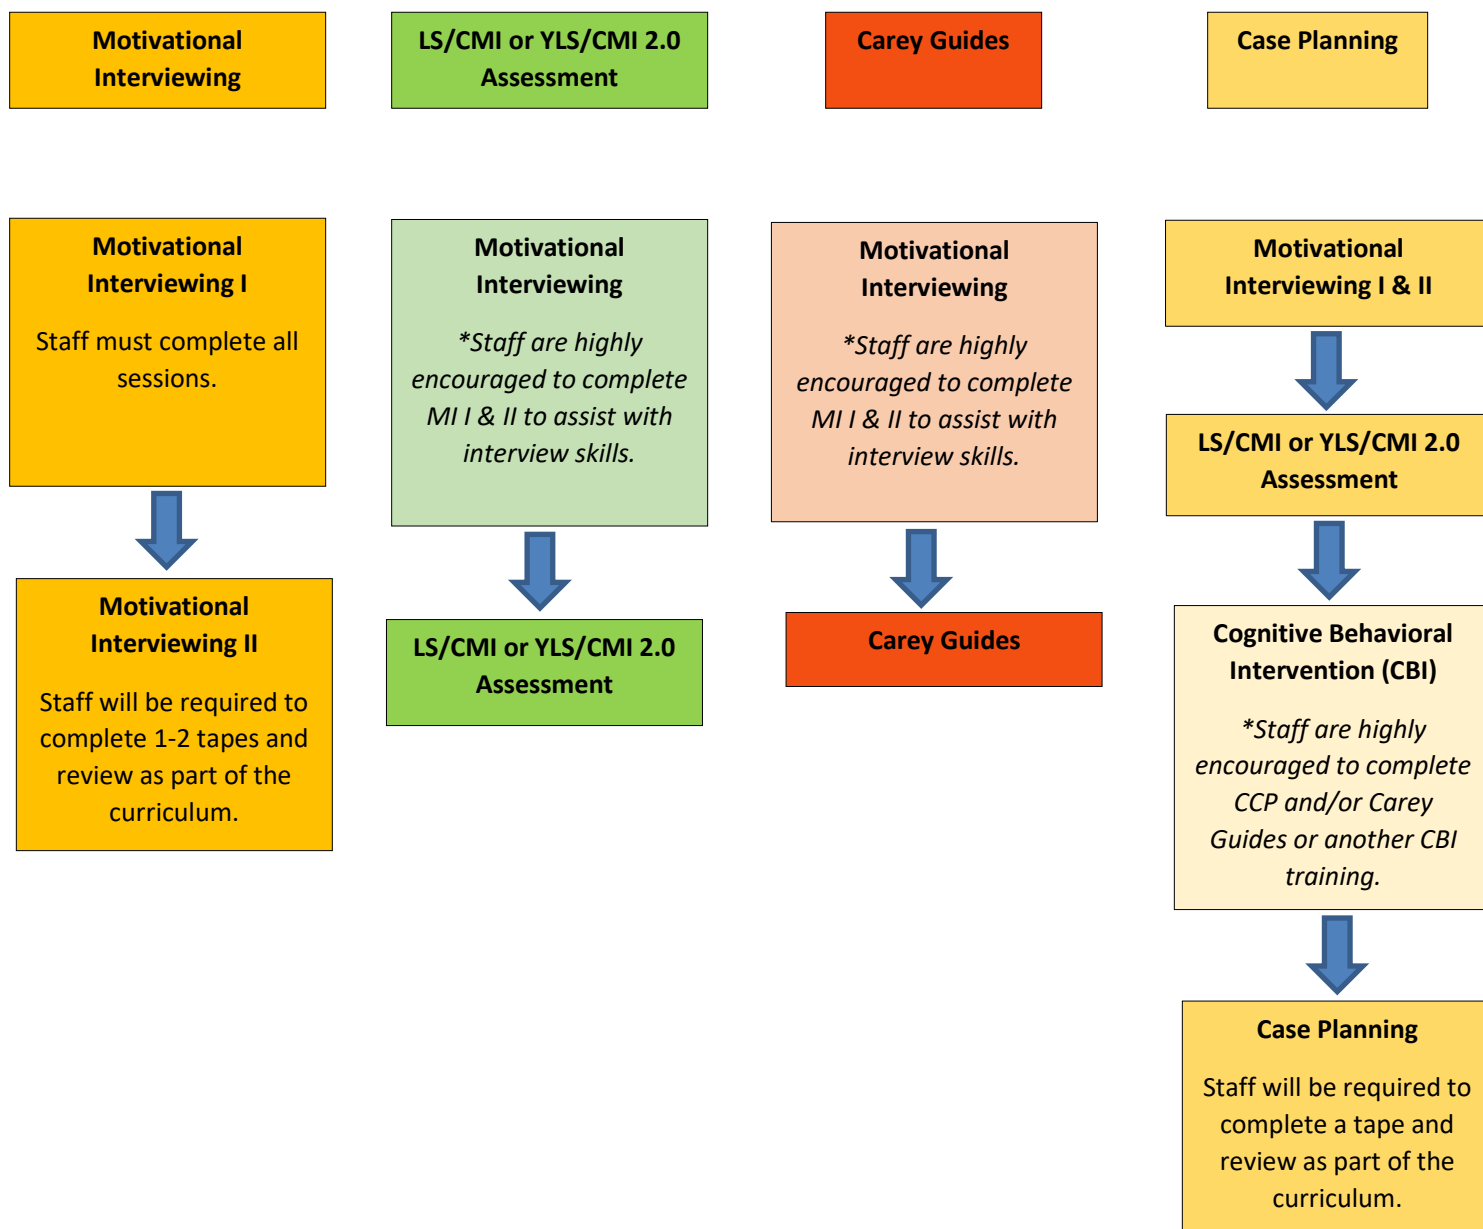 Motivational
Interviewing
LS/CMI or YLS/CMI 2.0
Assessment
Carey Guides
Case Planning
Motivational
Interviewing I
Staff must complete all
sessions.
Motivational
Interviewing II
Staff will be required to
complete 1-2 tapes and
review as part of the
curriculum.
Motivational
Interviewing
*Staff are highly
encouraged to complete
MI I & II to assist with
interview skills.
LS/CMI or YLS/CMI 2.0
Assessment
Motivational
Interviewing
*Staff are highly
encouraged to complete
MI I & II to assist with
interview skills.
Carey Guides
Motivational
Interviewing I & II
LS/CMI or YLS/CMI 2.0
Assessment
Cognitive Behavioral
Intervention (CBI)
*Staff are highly
encouraged to complete
CCP and/or Carey
Guides or another CBI
training.
Case Planning
Staff will be required to
complete a tape and
review as part of the
curriculum.